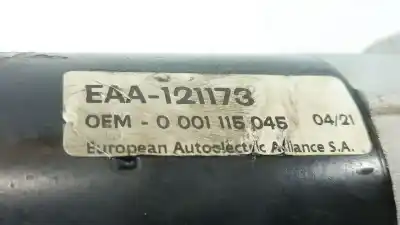 EAA-121173
OEM - 0 001 115 045 04/21
European Autoelectric Alliance S.A.